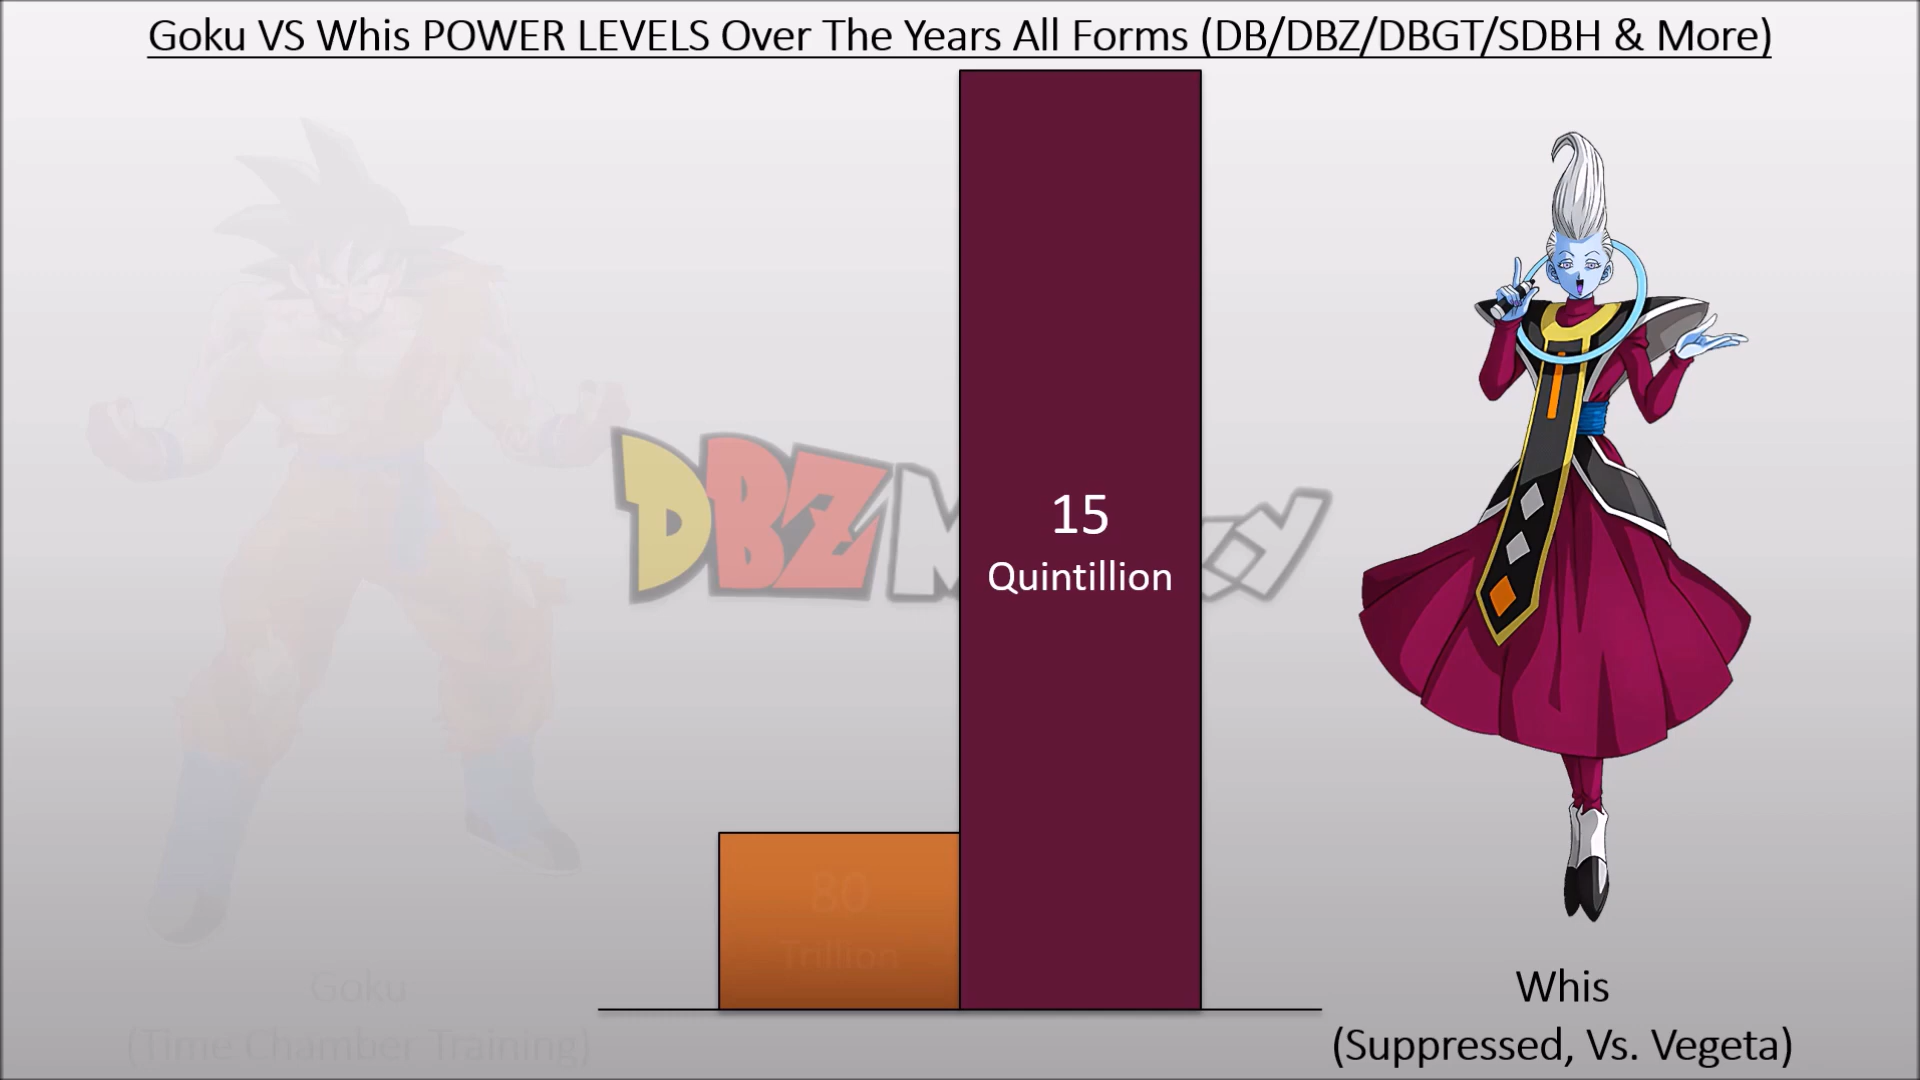 Goku VS Whis POWER LEVELS Over The Years All Forms (DB/DBZ/DBGT/SDBH & More)
DBZ
15
Quintillion
80
Trillion
Goku
(Time Chamber Training)
Whis
(Suppressed, Vs. Vegeta)